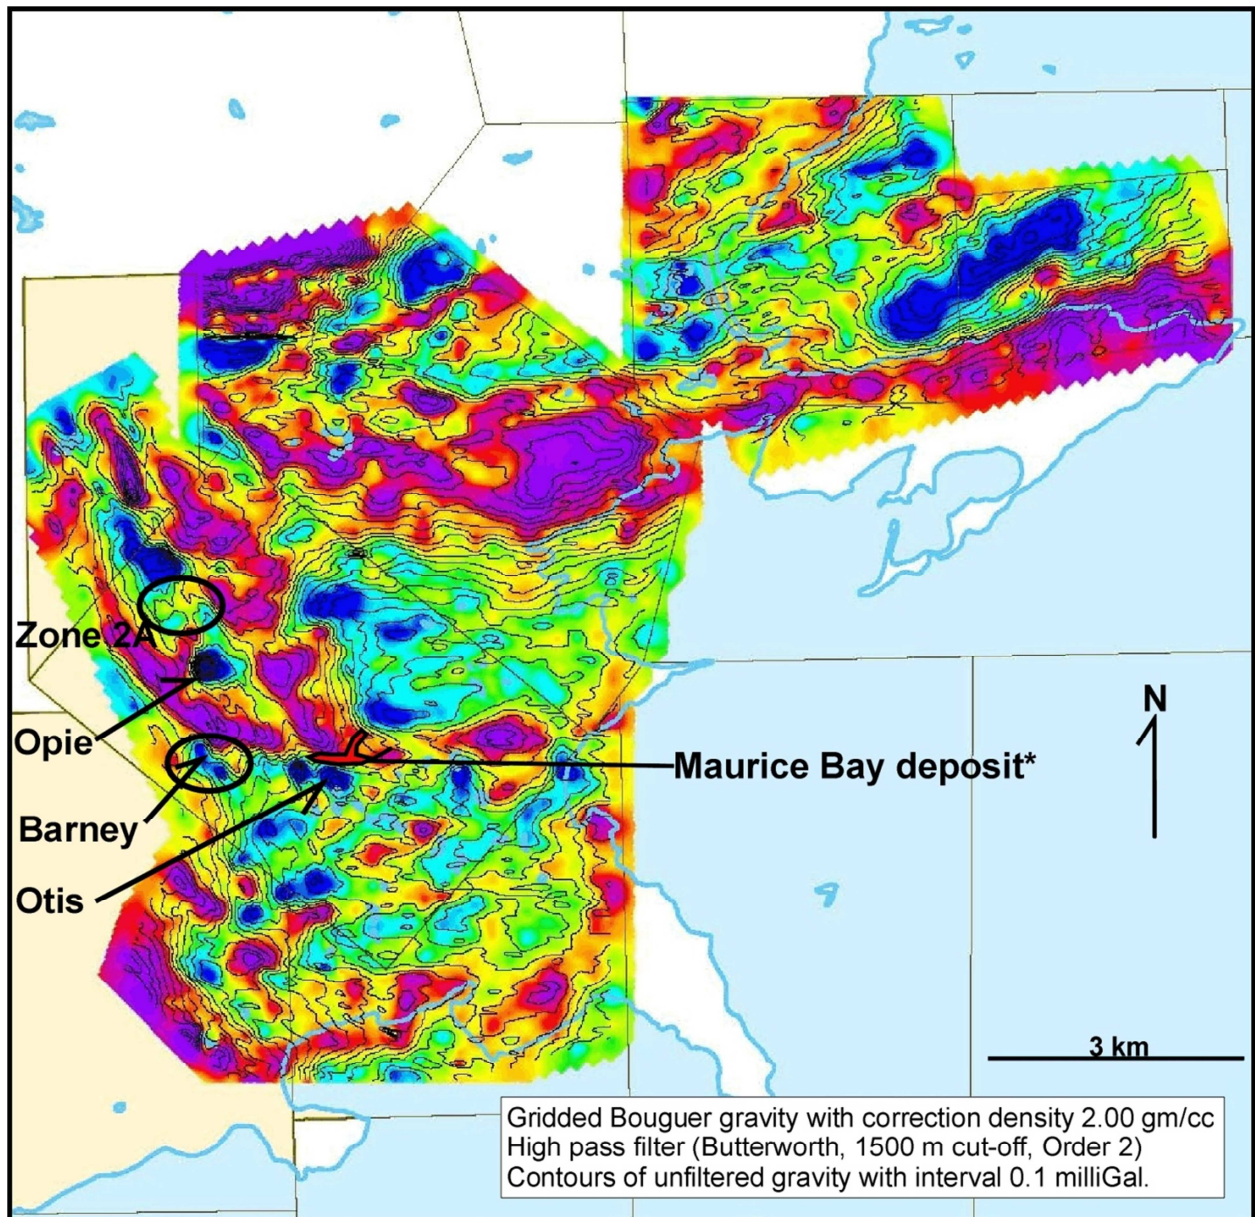 Zone 2A
N
Opie
Maurice Bay deposit*
Barney
Otis
3 km
Gridded Bouguer gravity with correction density 2.00 gm/cc
High pass filter (Butterworth, 1500 m cut-off, Order 2)
Contours of unfiltered gravity with interval 0.1 milliGal.